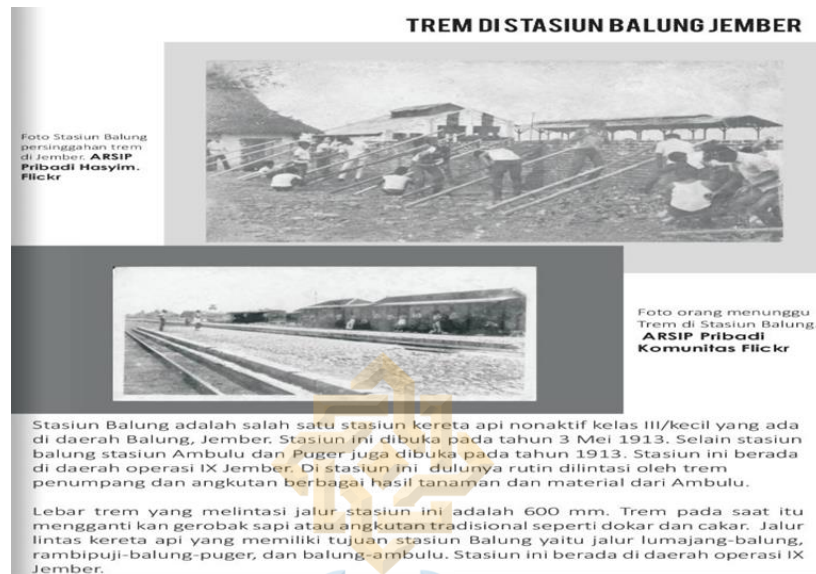 TREM DI STASIUN BALUNG JEMBER
Foto Stasiun Balung
persinggahan trem
di Jember. ARSIP
Pribadi Hasyim.
Flickr
Foto orang menunggu
Trem di Stasiun Balung
ARSIP Pribadi
Komunitas Flickr
Stasiun Balung adalah salah satu stasiun kereta api nonaktif kelas III/kecil yang ada
di daerah Balung, Jember. Stasiun ini dibuka pada tahun 3 Mei 1913. Selain stasiun
balung stasiun Ambulu dan Puger juga dibuka pada tahun 1913. Stasiun ini berada
di daerah operasi IX Jember. Di stasiun ini dulunya rutin dilintasi oleh trem
penumpang dan angkutan berbagai hasil tanaman dan material dari Ambulu.
Lebar trem yang melintasi jalur stasiun ini adalah 600 mm. Trem pada saat itu
mengganti kan gerobak sapi atau angkutan tradisional seperti dokar dan cakar. Jalur
lintas kereta api yang memiliki tujuan stasiun Balung yaitu jalur lumajang-balung,
rambipuji-balung-puger, dan balung-ambulu. Stasiun ini berada di daerah operasi IX
Jember.